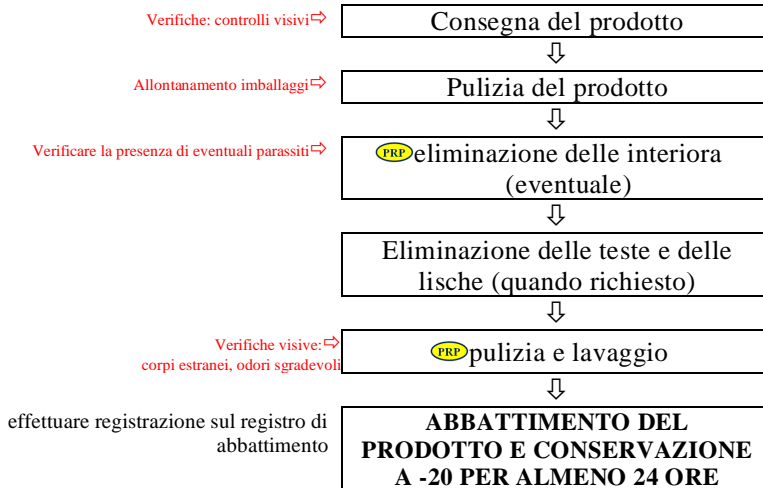 Verifiche: controlli visivi⇨
Consegna del prodotto
Allontanamento imballaggi⇨
Pulizia del prodotto
Verificare la presenza di eventuali parassiti⇨
PRP eliminazione delle interiora
(eventuale)
Eliminazione delle teste e delle
lische (quando richiesto)
Verifiche visive:⇨
corpi estranei, odori sgradevoli
PRP pulizia e lavaggio
effettuare registrazione sul registro di
abbattimento
ABBATTIMENTO DEL
PRODOTTO E CONSERVAZIONE
A -20 PER ALMENO 24 ORE